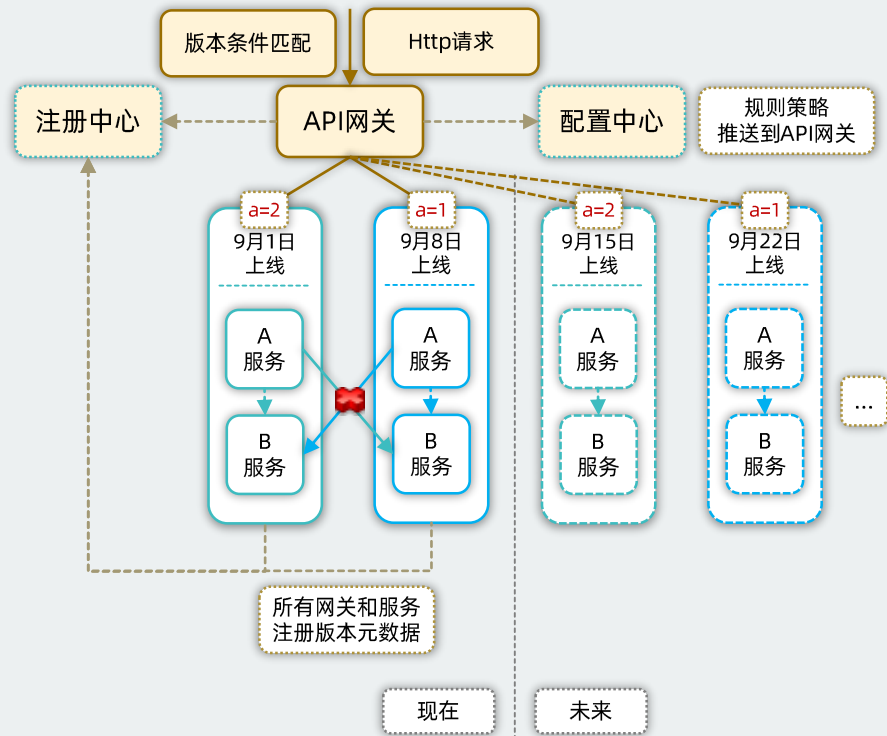 版本条件匹配
Http请求
注册中心
API网关
配置中心
规则策略
推送到API网关
a=2
a=1
a=2
a=1
9月1日
上线
9月8日
上线
9月15日
上线
9月22日
上线
A
服务
A
服务
A
服务
A
服务
B
服务
B
服务
B
服务
B
服务
...
所有网关和服务
注册版本元数据
现在
未来